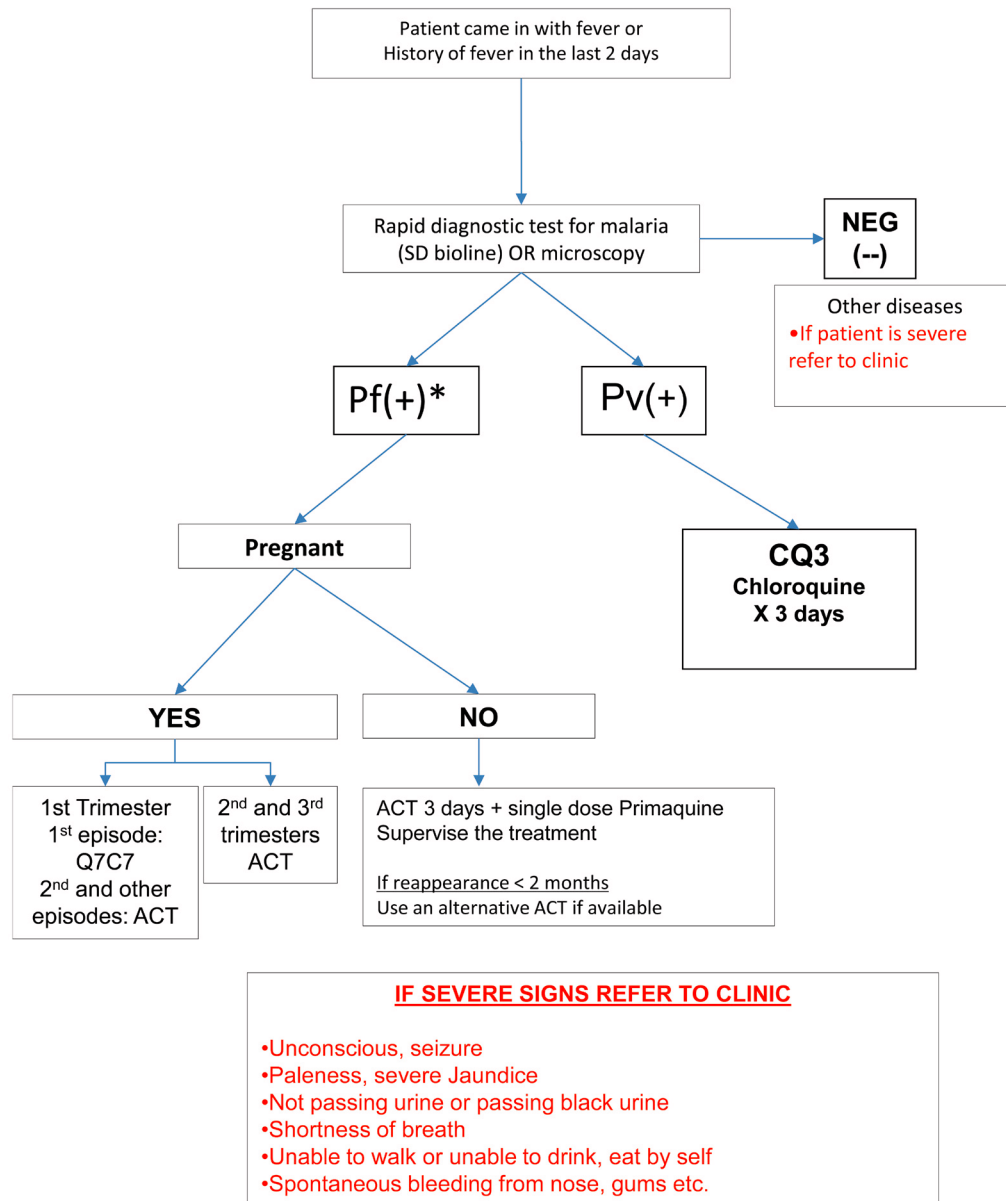 Patient came in with fever or
History of fever in the last 2 days
Rapid diagnostic test for malaria
(SD bioline) OR microscopy
NEG
(--)
Other diseases
•If patient is severe
refer to clinic
Pf(+)*
Pv(+)
Pregnant
CQ3
Chloroquine
X 3 days
YES
NO
1st Trimester
1st episode:
Q7C7
2nd and other
episodes: ACT
2nd and 3rd
trimesters
ACT
ACT 3 days + single dose Primaquine
Supervise the treatment
If reappearance < 2 months
Use an alternative ACT if available
IF SEVERE SIGNS REFER TO CLINIC
•Unconscious, seizure
•Paleness, severe Jaundice
•Not passing urine or passing black urine
•Shortness of breath
•Unable to walk or unable to drink, eat by self
•Spontaneous bleeding from nose, gums etc.